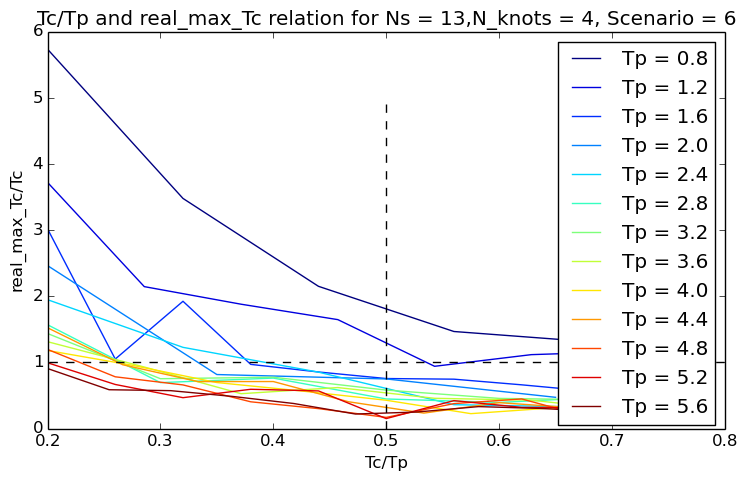 Tc/Tp and real_max_Tc relation for Ns = 13,N_knots = 4, Scenario = 6
real_max_Tc/Tc
6
5
4
3
2
1
0
0.2
0.3
0.4
0.5
0.6
0.7
0.8
Tc/Tp
Tp = 0.8
Tp = 1.2
Tp = 1.6
Tp = 2.0
Tp = 2.4
Tp = 2.8
Tp = 3.2
Tp = 3.6
Tp = 4.0
Tp = 4.4
Tp = 4.8
Tp = 5.2
Tp = 5.6